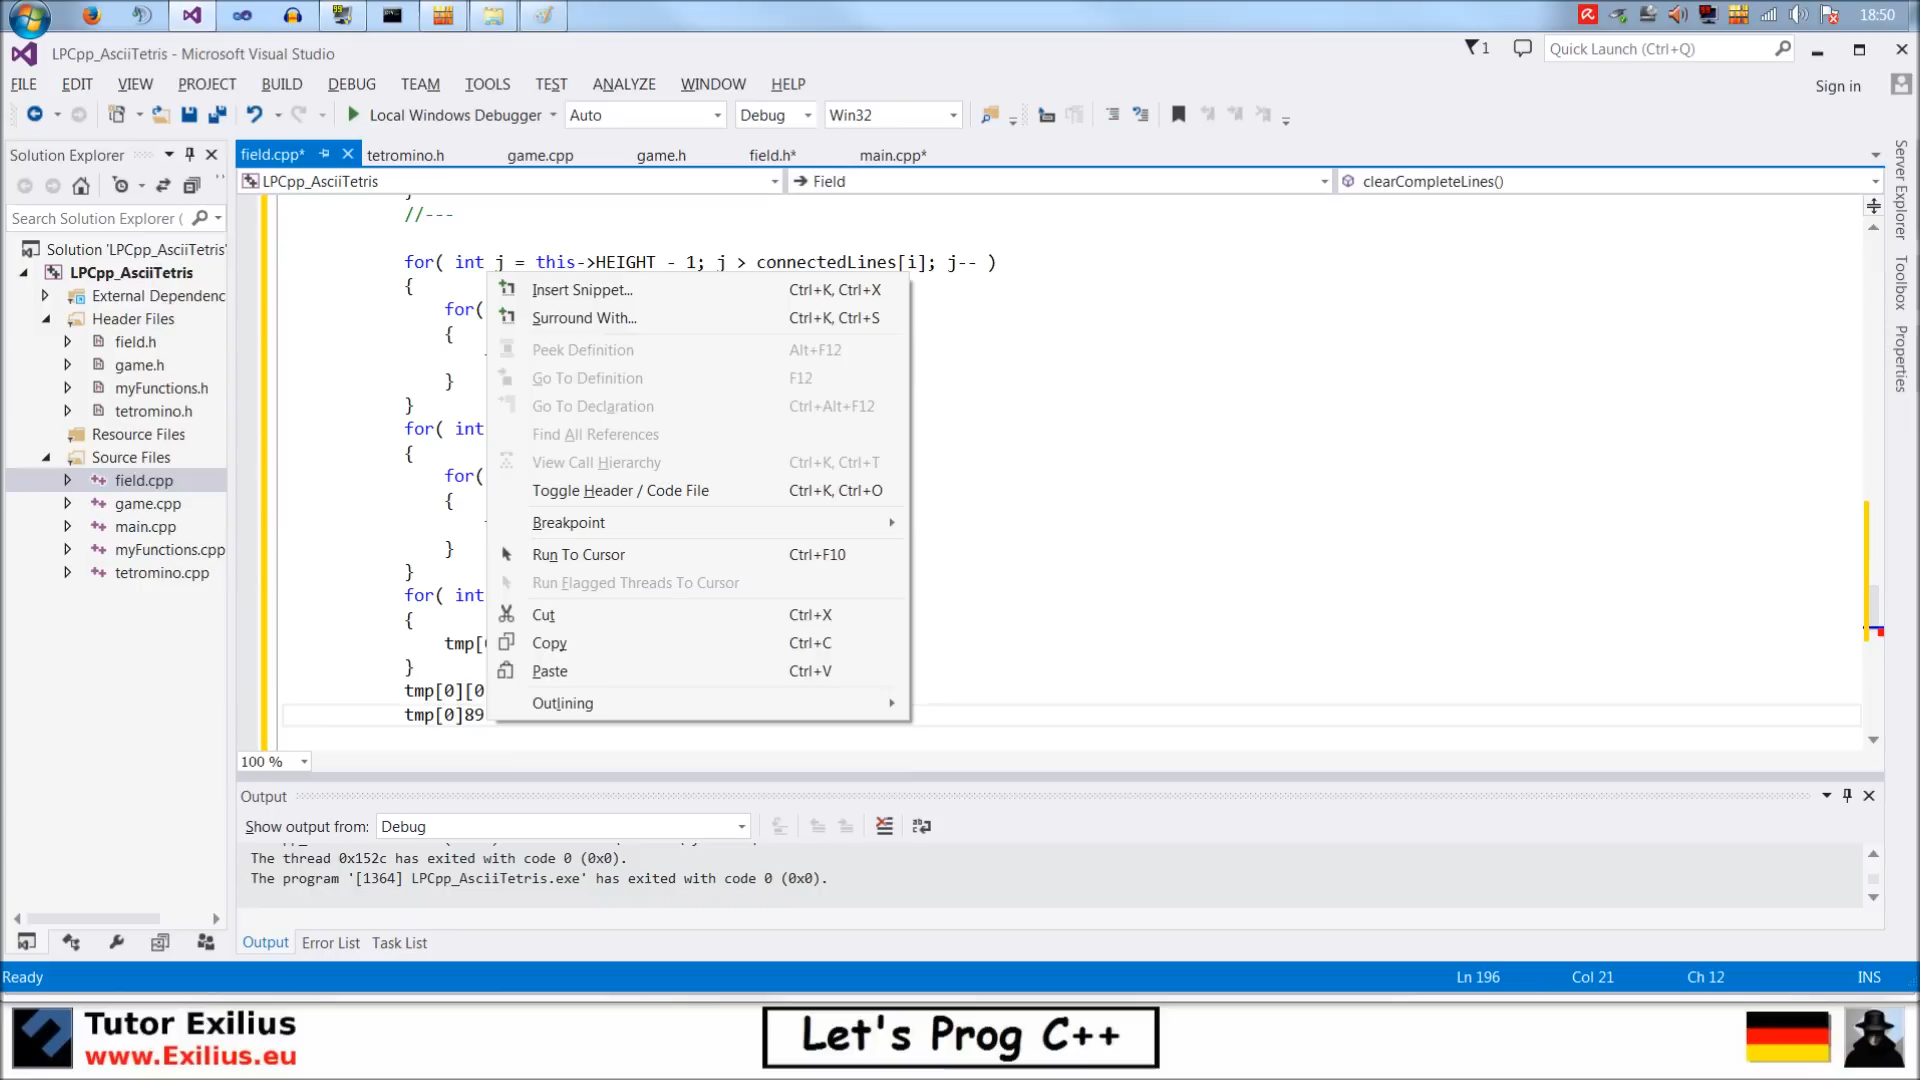 18:50
LPCpp_AsciiTetris - Microsoft Visual Studio
1
Quick Launch (Ctrl+Q)
FILE EDIT VIEW PROJECT BUILD DEBUG TEAM TOOLS TEST ANALYZE WINDOW HELP
Sign in
Local Windows Debugger
Auto
Debug
Win32
Solution Explorer
field.cpp* tetromino.h game.cpp game.h field.h* main.cpp*
LPCpp_AsciiTetris
Field
clearCompleteLines()
Search Solution Explorer (
Solution 'LPCpp_AsciiTetris'
LPCpp_AsciiTetris
External Dependenc
Header Files
field.h
game.h
myFunctions.h
tetromino.h
Resource Files
Source Files
field.cpp
game.cpp
main.cpp
myFunctions.cpp
tetromino.cpp
//---
for( int j = this->HEIGHT - 1; j > connectedLines[i]; j-- )
{
for(
{
}
}
for( int
{
for(
{
}
}
for( int
{
tmp[
}
tmp[0][0
tmp[0]89
Insert Snippet... Ctrl+K, Ctrl+X
Surround With... Ctrl+K, Ctrl+S
Peek Definition Alt+F12
Go To Definition F12
Go To Declaration Ctrl+Alt+F12
Find All References
View Call Hierarchy Ctrl+K, Ctrl+T
Toggle Header / Code File Ctrl+K, Ctrl+O
Breakpoint
Run To Cursor Ctrl+F10
Run Flagged Threads To Cursor
Cut Ctrl+X
Copy Ctrl+C
Paste Ctrl+V
Outlining
Server Explorer
Toolbox
Properties
100 %
Output
Show output from: Debug
The thread 0x152c has exited with code 0 (0x0).
The program '[1364] LPCpp_AsciiTetris.exe' has exited with code 0 (0x0).
Output Error List Task List
Ready
Ln 196 Col 21 Ch 12 INS
Tutor Exilius
www.Exilius.eu
Let's Prog C++